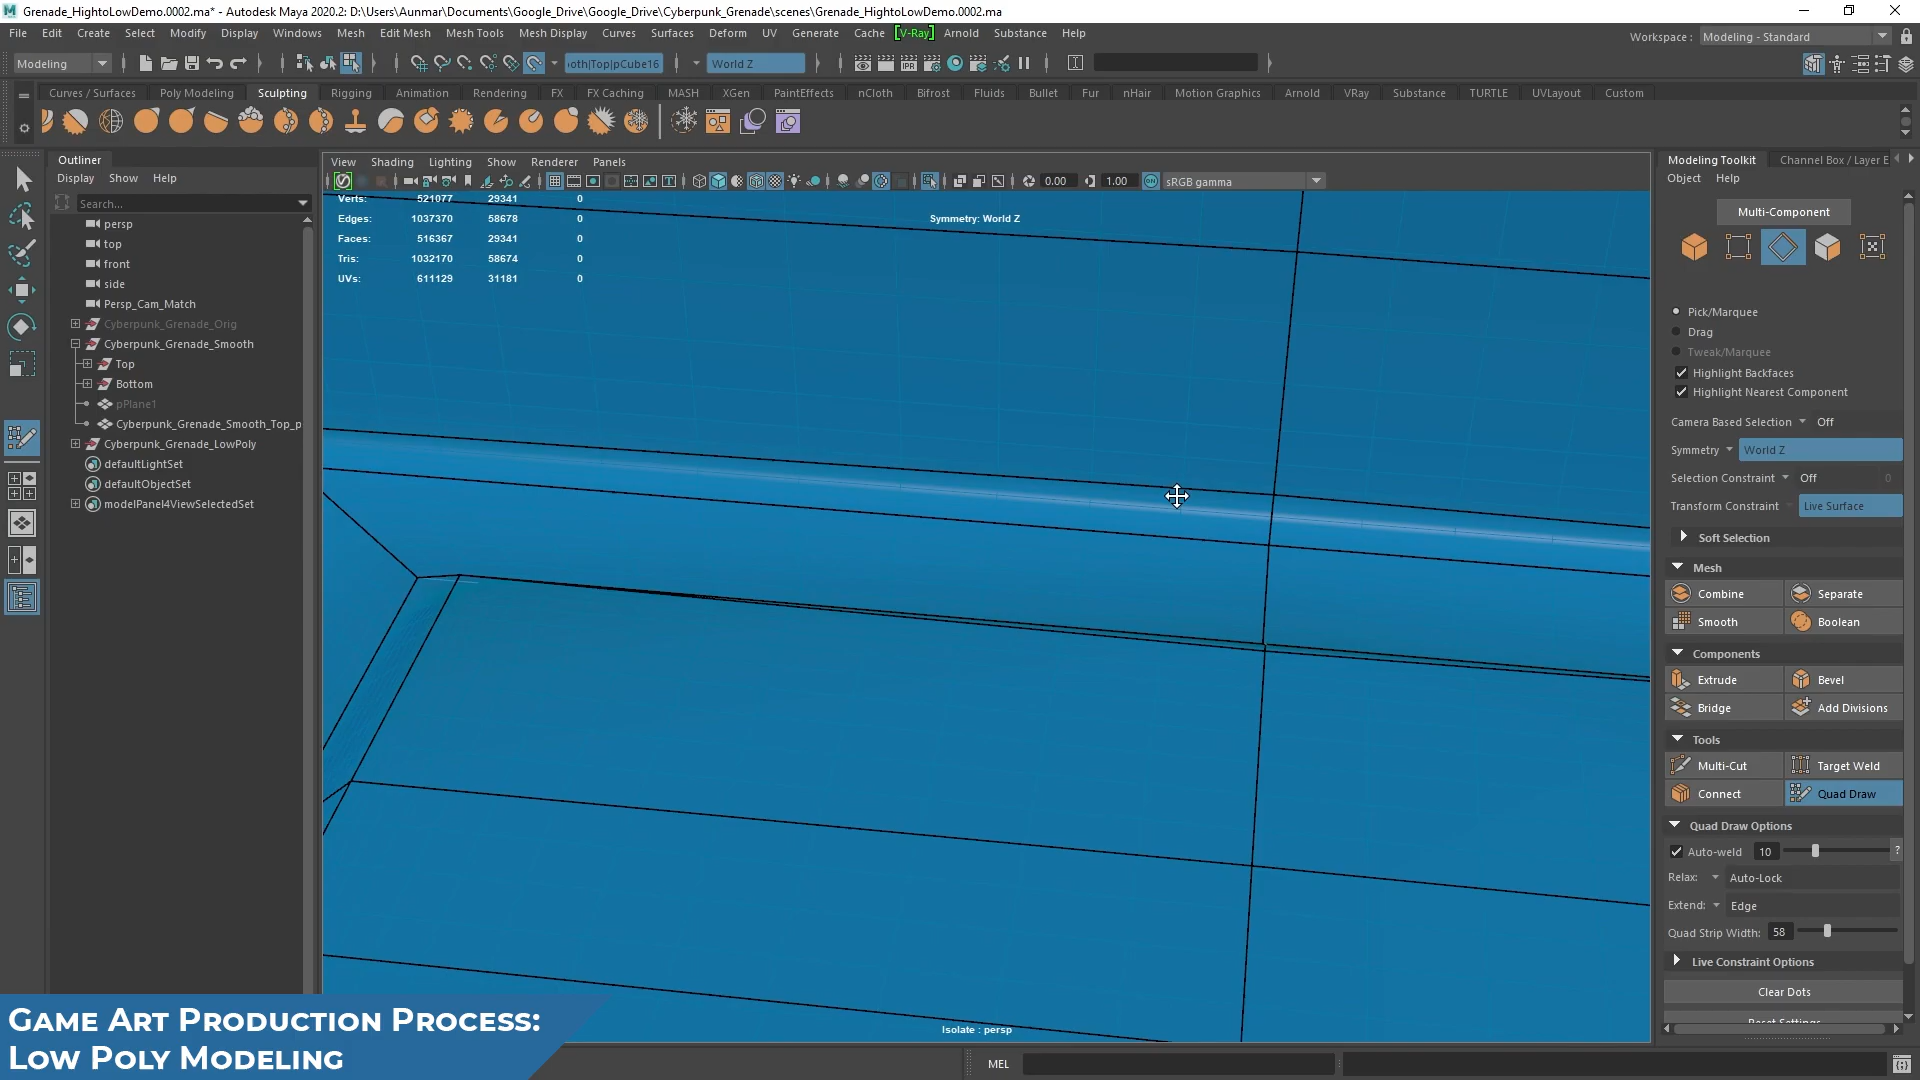 Grenade_HightoLowDemo.0002.ma* - Autodesk Maya 2020.2: D:\Users\Aunmar\Documents\Google_Drive\Google_Drive\Cyberpunk_Grenade\scenes\Grenade_HightoLowDemo.0002.ma
File Edit Create Select Modify Display Windows Mesh Edit Mesh Mesh Tools Mesh Display Curves Surfaces Deform UV Generate Cache [V-Ray] Arnold Substance Help
Workspace : Modeling - Standard
Modeling
oth|Top|pCube16
World Z
IPR
Curves / Surfaces Poly Modeling Sculpting Rigging Animation Rendering FX FX Caching MASH XGen PaintEffects nCloth Bifrost Fluids Bullet Fur nHair Motion Graphics Arnold VRay Substance TURTLE UVLayout Custom
Outliner
Display Show Help
Search...
persp
top
front
side
Persp_Cam_Match
Cyberpunk_Grenade_Orig
Cyberpunk_Grenade_Smooth
Top
Bottom
pPlane1
Cyberpunk_Grenade_Smooth_Top_p
Cyberpunk_Grenade_LowPoly
defaultLightSet
defaultObjectSet
modelPanel4ViewSelectedSet
View Shading Lighting Show Renderer Panels
0.00 1.00 ON sRGB gamma
Verts: 521077 29341 0
Edges: 1037370 58678 0
Faces: 516367 29341 0
Tris: 1032170 58674 0
UVs: 611129 31181 0
Symmetry: World Z
Isolate : persp
Modeling Toolkit Channel Box / Layer E
Object Help
Multi-Component
Pick/Marquee
Drag
Tweak/Marquee
Highlight Backfaces
Highlight Nearest Component
Camera Based Selection Off
Symmetry World Z
Selection Constraint Off 0
Transform Constraint Live Surface
Soft Selection
Mesh
Combine Separate
Smooth Boolean
Components
Extrude Bevel
Bridge Add Divisions
Tools
Multi-Cut Target Weld
Connect Quad Draw
Quad Draw Options
Auto-weld 10 ?
Relax: Auto-Lock
Extend: Edge
Quad Strip Width: 58
Live Constraint Options
Clear Dots
Reset Settings
MEL
Game Art Production Process:
Low Poly Modeling